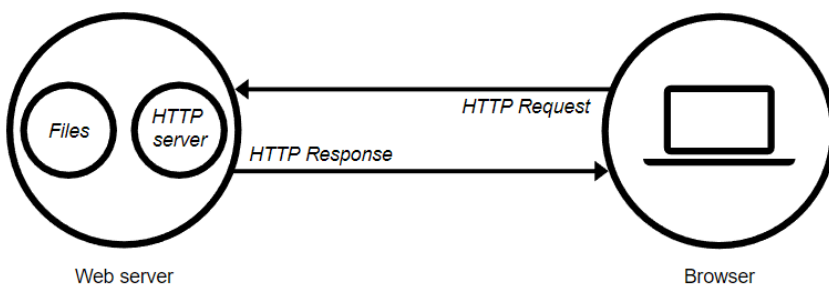 Files
HTTP
server
HTTP Request
HTTP Response
Web server
Browser